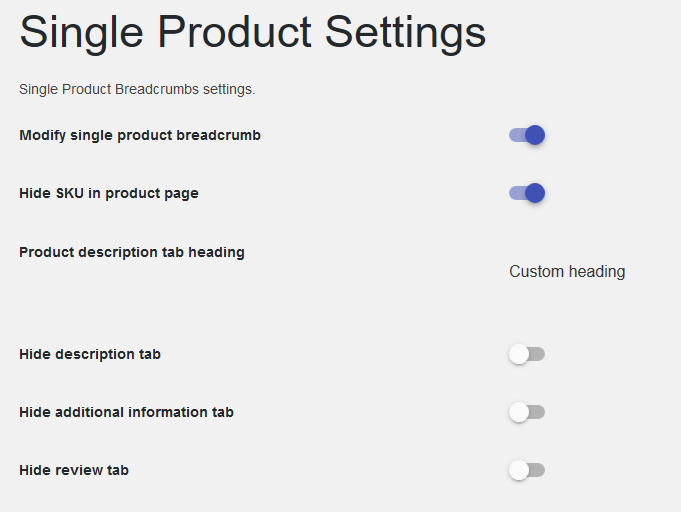 Single Product Settings
Single Product Breadcrumbs settings.
Modify single product breadcrumb
Hide SKU in product page
Product description tab heading
Custom heading
Hide description tab
Hide additional information tab
Hide review tab